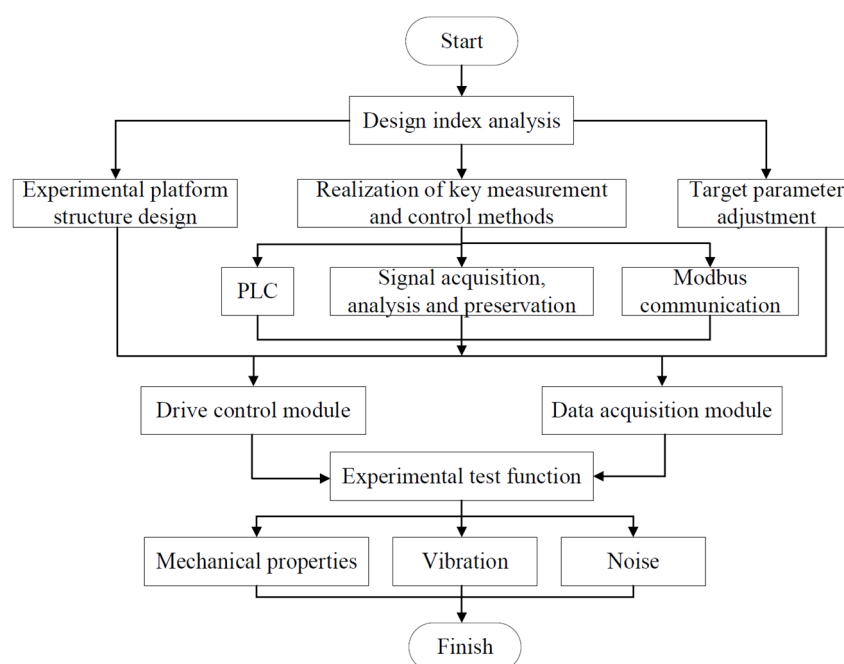 Start
Design index analysis
Experimental platform
structure design
Realization of key measurement
and control methods
Target parameter
adjustment
PLC
Signal acquisition,
analysis and preservation
Modbus
communication
Drive control module
Data acquisition module
Experimental test function
Mechanical properties
Vibration
Noise
Finish